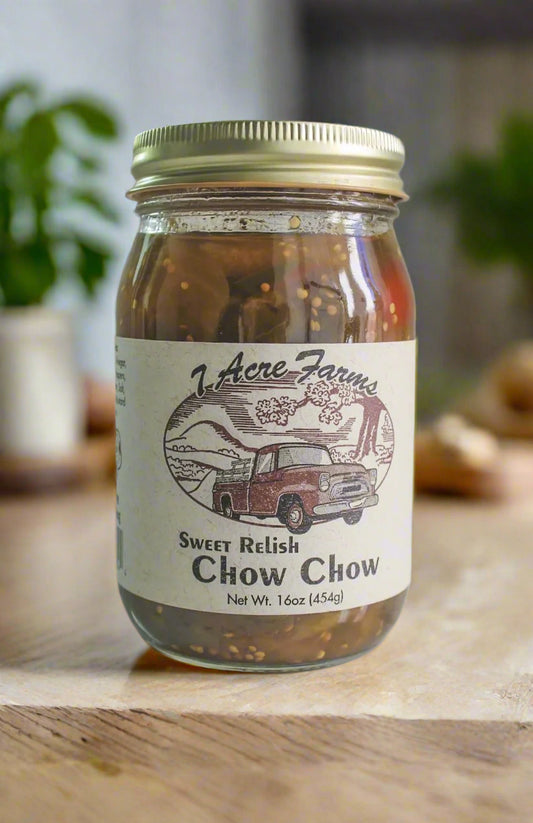 7 Acre Farms
Sweet Relish
Chow Chow
Net Wt. 16oz (454g)